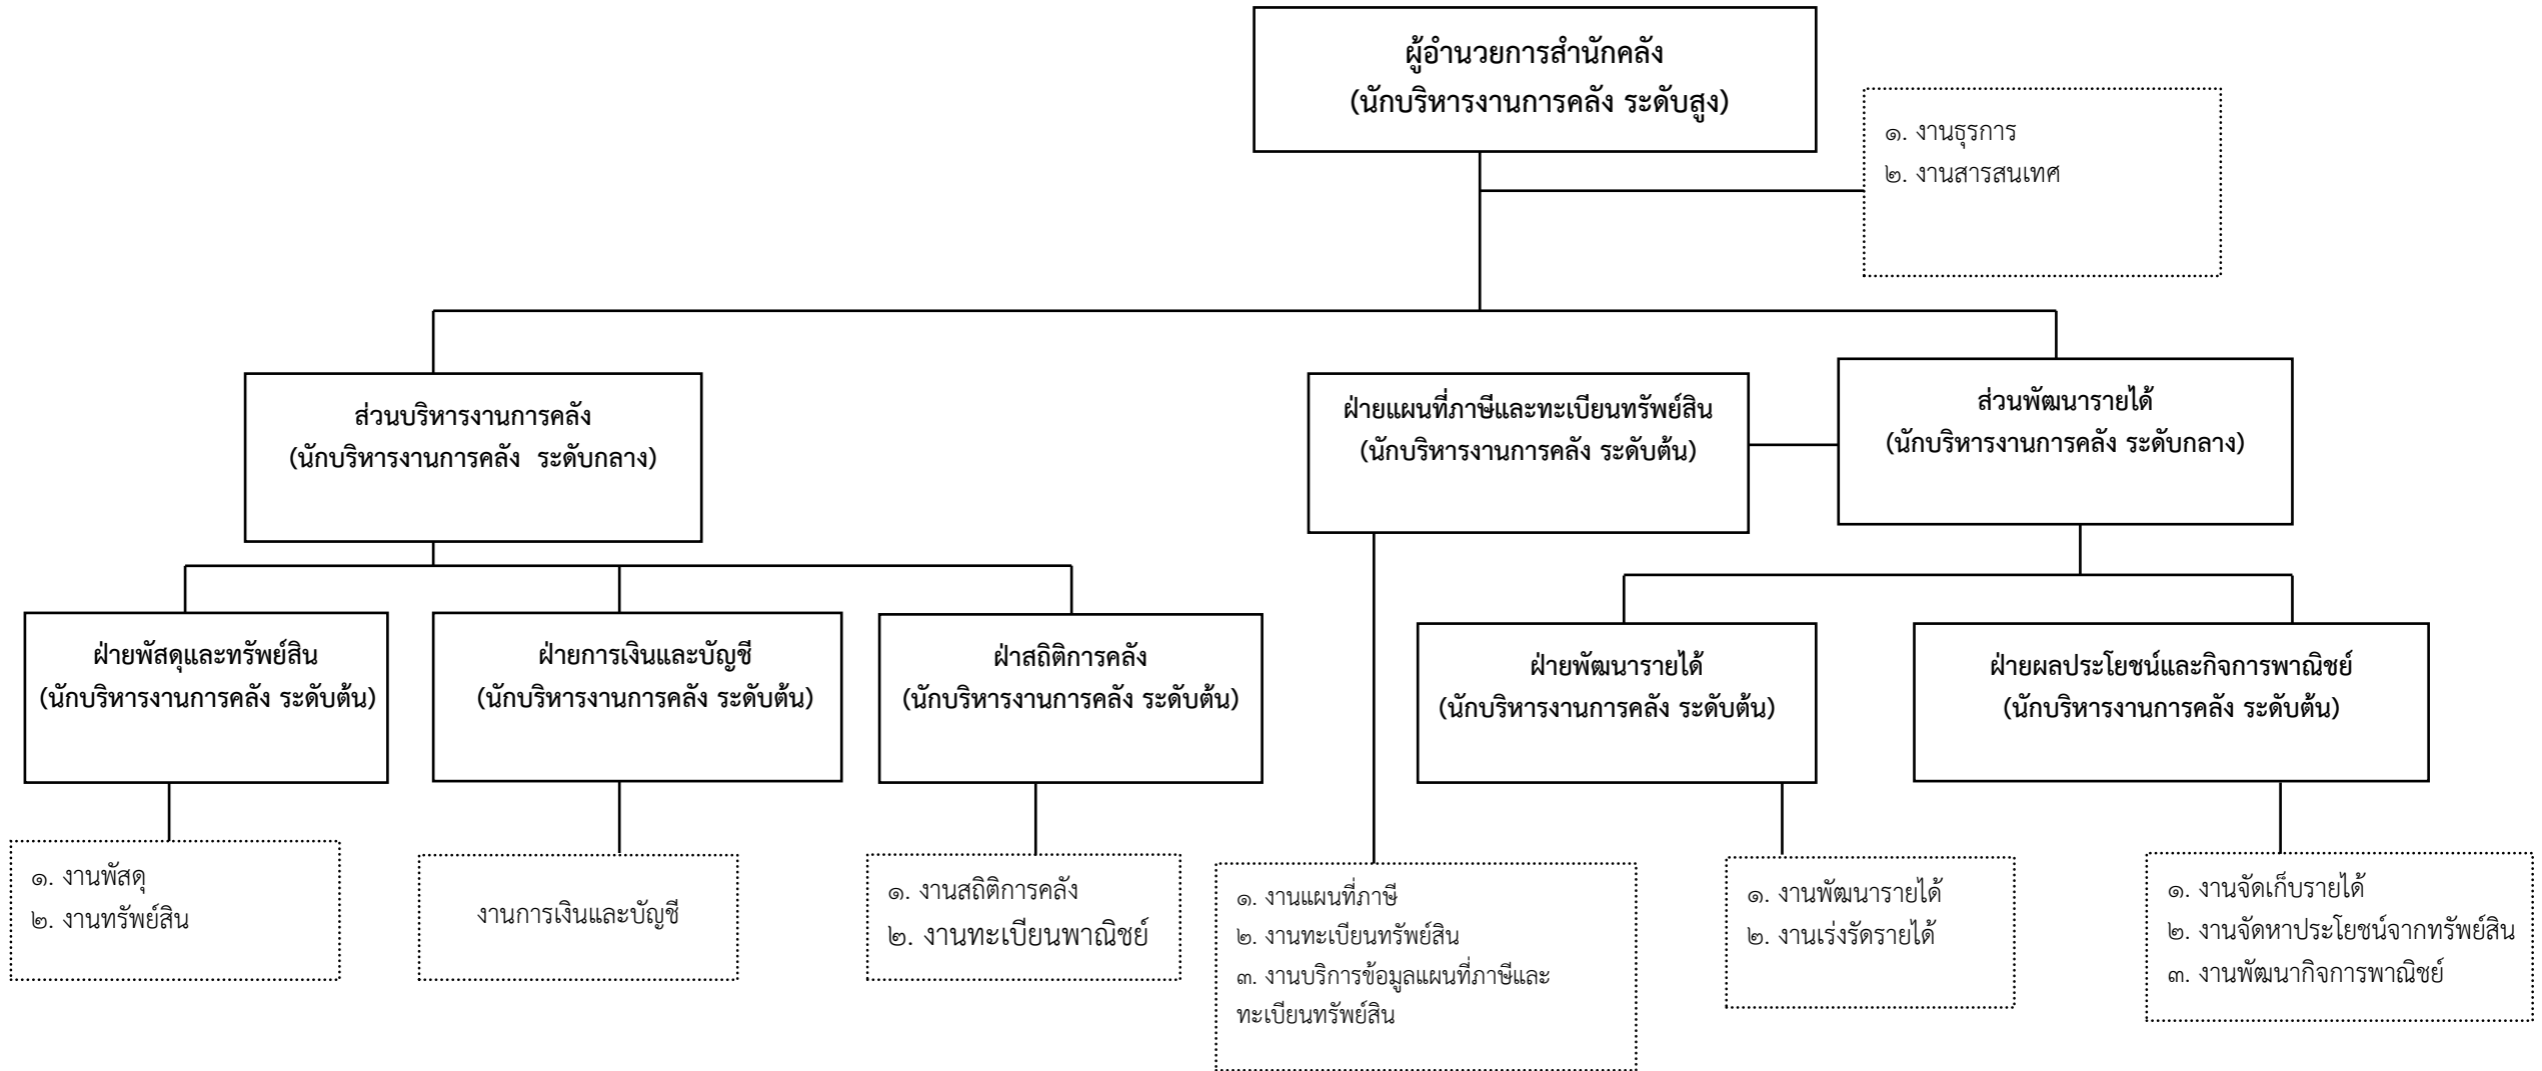 ผู้อำนวยการสำนักคลัง
(นักบริหารงานการคลัง ระดับสูง)
๑. งานธุรการ
๒. งานสารสนเทศ
ส่วนบริหารงานการคลัง
(นักบริหารงานการคลัง ระดับกลาง)
ฝ่ายแผนที่ภาษีและทะเบียนทรัพย์สิน
(นักบริหารงานการคลัง ระดับต้น)
ส่วนพัฒนารายได้
(นักบริหารงานการคลัง ระดับกลาง)
ฝ่ายพัสดุและทรัพย์สิน
(นักบริหารงานการคลัง ระดับต้น)
ฝ่ายการเงินและบัญชี
(นักบริหารงานการคลัง ระดับต้น)
ฝ่าสถิติการคลัง
(นักบริหารงานการคลัง ระดับต้น)
ฝ่ายพัฒนารายได้
(นักบริหารงานการคลัง ระดับต้น)
ฝ่ายผลประโยชน์และกิจการพาณิชย์
(นักบริหารงานการคลัง ระดับต้น)
๑. งานพัสดุ
๒. งานทรัพย์สิน
งานการเงินและบัญชี
๑. งานสถิติการคลัง
๒. งานทะเบียนพาณิชย์
๑. งานแผนที่ภาษี
๒. งานทะเบียนทรัพย์สิน
๓. งานบริการข้อมูลแผนที่ภาษีและ
ทะเบียนทรัพย์สิน
๑. งานพัฒนารายได้
๒. งานเร่งรัดรายได้
๑. งานจัดเก็บรายได้
๒. งานจัดหาประโยชน์จากทรัพย์สิน
๓. งานพัฒนากิจการพาณิชย์